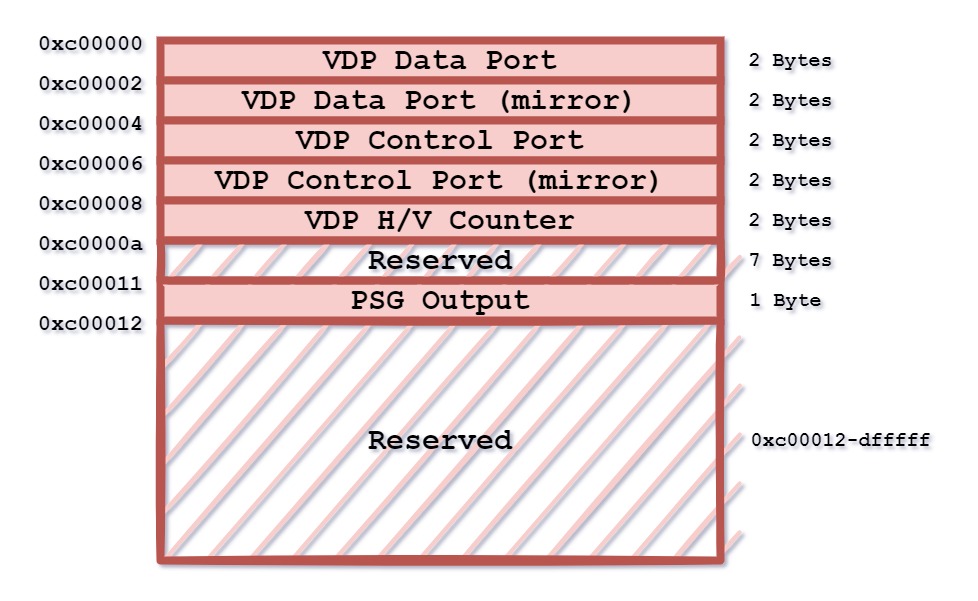 0xc00000
VDP Data Port
2 Bytes
0xc00002
VDP Data Port (mirror)
2 Bytes
0xc00004
VDP Control Port
2 Bytes
0xc00006
VDP Control Port (mirror)
2 Bytes
0xc00008
VDP H/V Counter
2 Bytes
0xc0000a
Reserved
7 Bytes
0xc00011
PSG Output
1 Byte
0xc00012
Reserved
0xc00012-dfffff